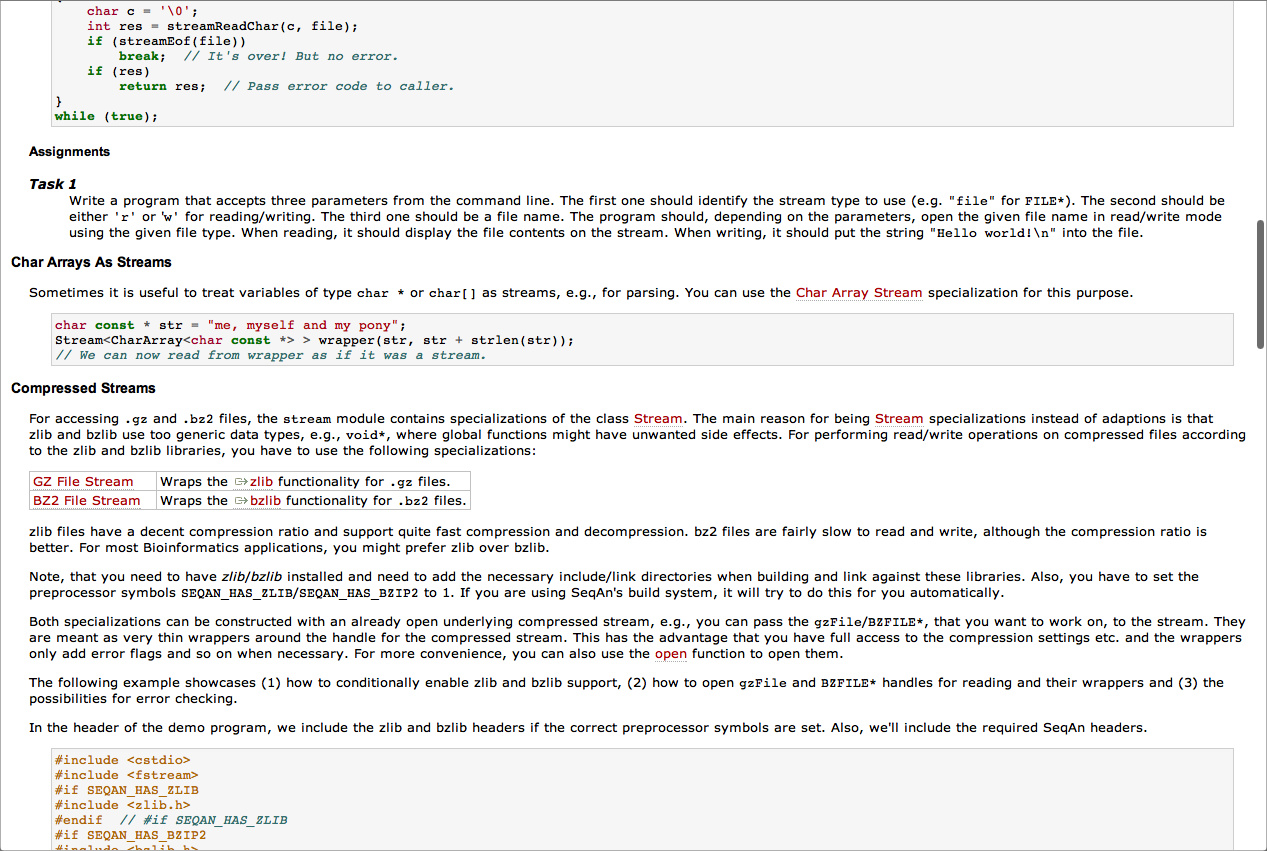 char c = '\0';
int res = streamReadChar(c, file);
if (streamEof(file))
break;  // It's over! But no error.
if (res)
return res;  // Pass error code to caller.
}
while (true);
Assignments
Task 1
Write a program that accepts three parameters from the command line. The first one should identify the stream type to use (e.g. "file" for FILE*). The second should be
either 'r' or 'w' for reading/writing. The third one should be a file name. The program should, depending on the parameters, open the given file name in read/write mode
using the given file type. When reading, it should display the file contents on the stream. When writing, it should put the string "Hello world!\n" into the file.
Char Arrays As Streams
Sometimes it is useful to treat variables of type char * or char[] as streams, e.g., for parsing. You can use the Char Array Stream specialization for this purpose.
char const * str = "me, myself and my pony";
Stream<CharArray<char const *> > wrapper(str, str + strlen(str));
// We can now read from wrapper as if it was a stream.
Compressed Streams
For accessing .gz and .bz2 files, the stream module contains specializations of the class Stream. The main reason for being Stream specializations instead of adaptions is that
zlib and bzlib use too generic data types, e.g., void*, where global functions might have unwanted side effects. For performing read/write operations on compressed files according
to the zlib and bzlib libraries, you have to use the following specializations:
GZ File Stream Wraps the zlib functionality for .gz files.
BZ2 File Stream Wraps the bzlib functionality for .bz2 files.
zlib files have a decent compression ratio and support quite fast compression and decompression. bz2 files are fairly slow to read and write, although the compression ratio is
better. For most Bioinformatics applications, you might prefer zlib over bzlib.
Note, that you need to have zlib/bzlib installed and need to add the necessary include/link directories when building and link against these libraries. Also, you have to set the
preprocessor symbols SEQAN_HAS_ZLIB/SEQAN_HAS_BZIP2 to 1. If you are using SeqAn's build system, it will try to do this for you automatically.
Both specializations can be constructed with an already open underlying compressed stream, e.g., you can pass the gzFile/BZFILE*, that you want to work on, to the stream. They
are meant as very thin wrappers around the handle for the compressed stream. This has the advantage that you have full access to the compression settings etc. and the wrappers
only add error flags and so on when necessary. For more convenience, you can also use the open function to open them.
The following example showcases (1) how to conditionally enable zlib and bzlib support, (2) how to open gzFile and BZFILE* handles for reading and their wrappers and (3) the
possibilities for error checking.
In the header of the demo program, we include the zlib and bzlib headers if the correct preprocessor symbols are set. Also, we'll include the required SeqAn headers.
#include <cstdio>
#include <fstream>
#if SEQAN_HAS_ZLIB
#include <zlib.h>
#endif  // #if SEQAN_HAS_ZLIB
#if SEQAN_HAS_BZIP2
#include <bzlib.h>